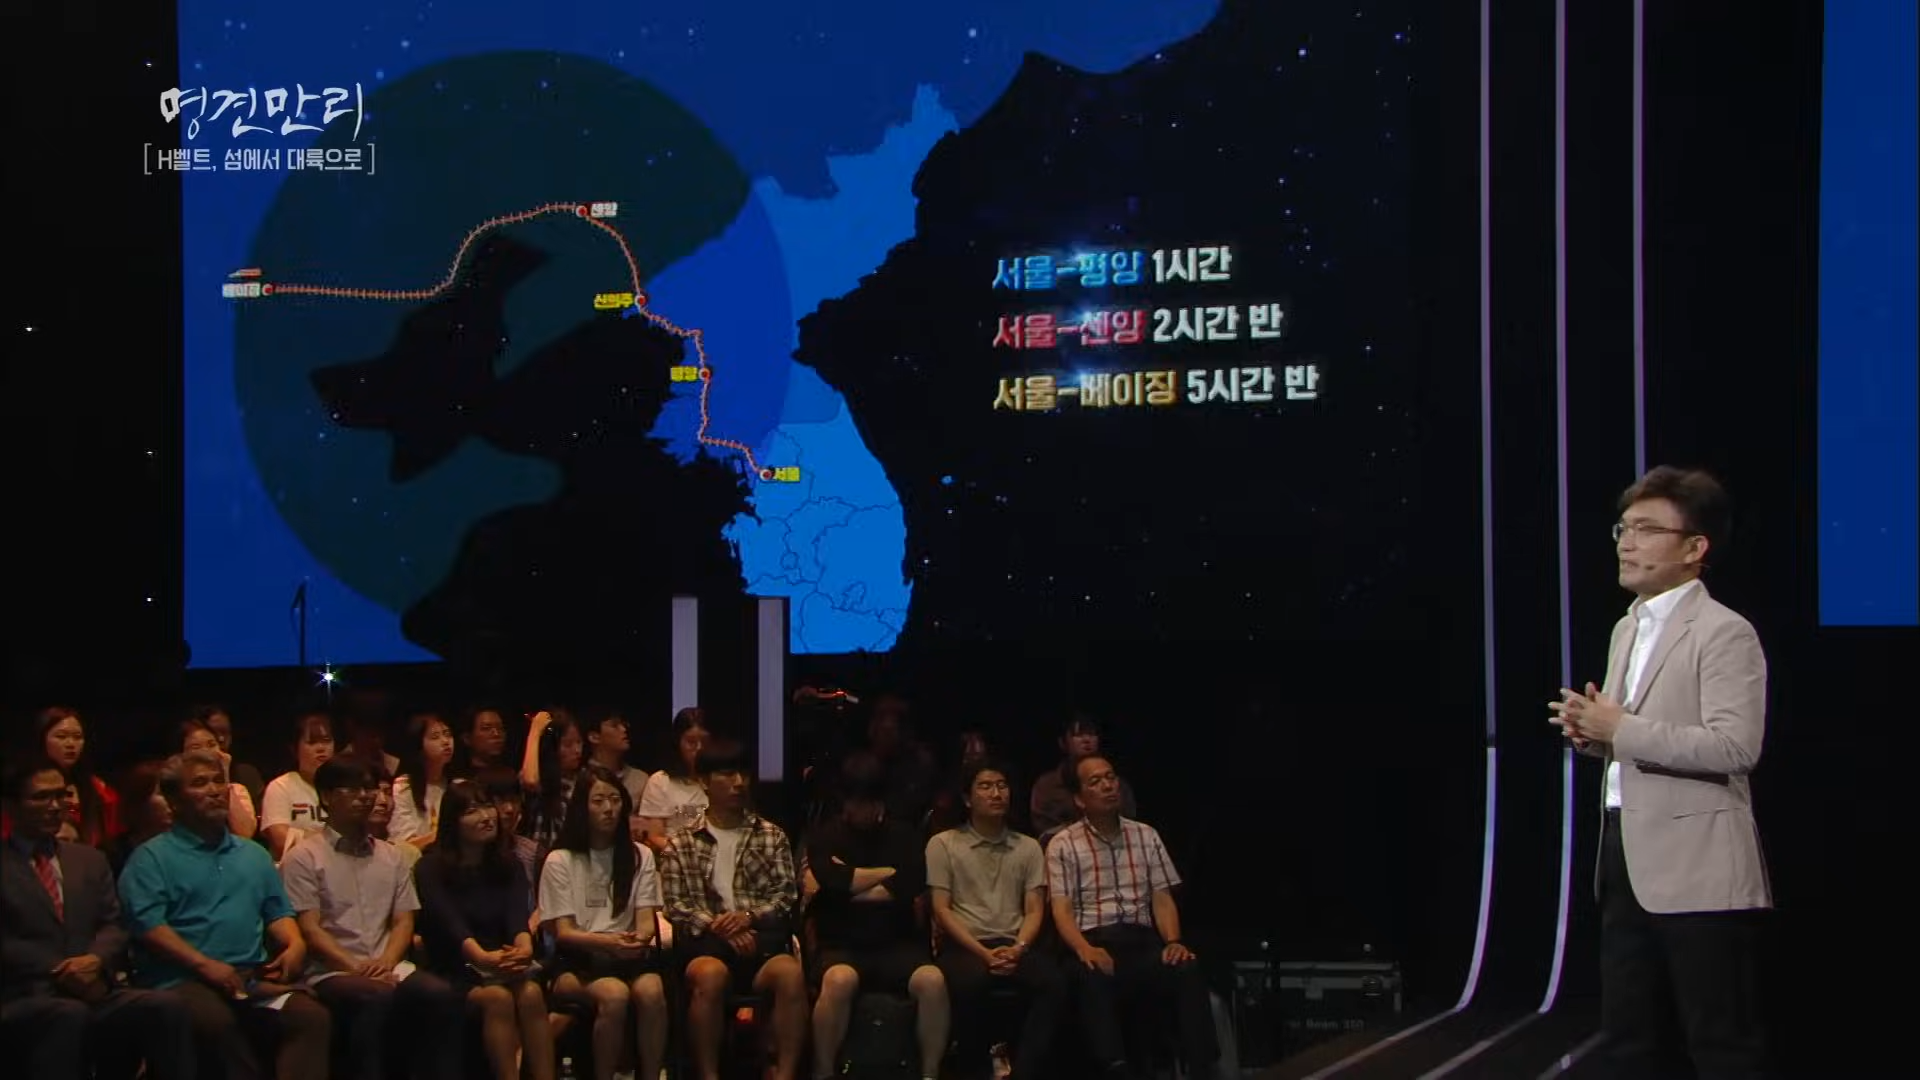 명견만리
[ H벨트, 섬에서 대륙으로 ]
센양
베이징
신의주
평양
서울
서울-평양 1시간
서울-센양 2시간 반
서울-베이징 5시간 반